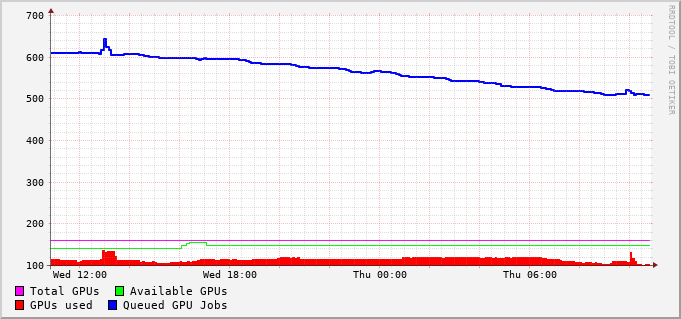 700
600
500
400
300
200
100
Wed 12:00 Wed 18:00 Thu 00:00 Thu 06:00
Total GPUs Available GPUs
GPUs used Queued GPU Jobs
RRDTOOL / TOBI OETIKER